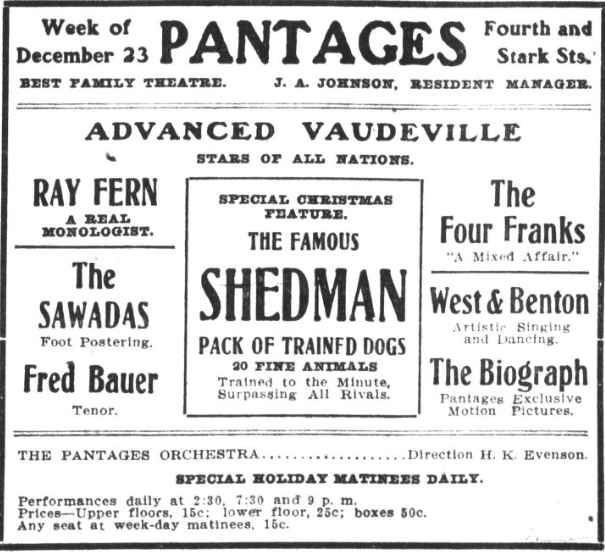 Week of
December 23
PANTAGES
Fourth and
Stark Sts.
BEST FAMILY THEATRE. J. A. JOHNSON, RESIDENT MANAGER.
ADVANCED VAUDEVILLE
STARS OF ALL NATIONS.
RAY FERN
A REAL
MONOLOGIST.
The
SAWADAS
Foot Postering.
Fred Bauer
Tenor.
SPECIAL CHRISTMAS
FEATURE.
THE FAMOUS
SHEDMAN
PACK OF TRAINED DOGS
20 FINE ANIMALS
Trained to the Minute,
Surpassing All Rivals.
The
Four Franks
"A Mixed Affair."
West & Benton
Artistic Singing
and Dancing.
The Biograph
Pantages Exclusive
Motion Pictures.
THE PANTAGES ORCHESTRA..................Direction H. K. Evenson.
SPECIAL HOLIDAY MATINEES DAILY.
Performances daily at 2:30, 7:30 and 9 p. m.
Prices—Upper floors, 15c; lower floor, 25c; boxes 50c.
Any seat at week-day matinees, 15c.